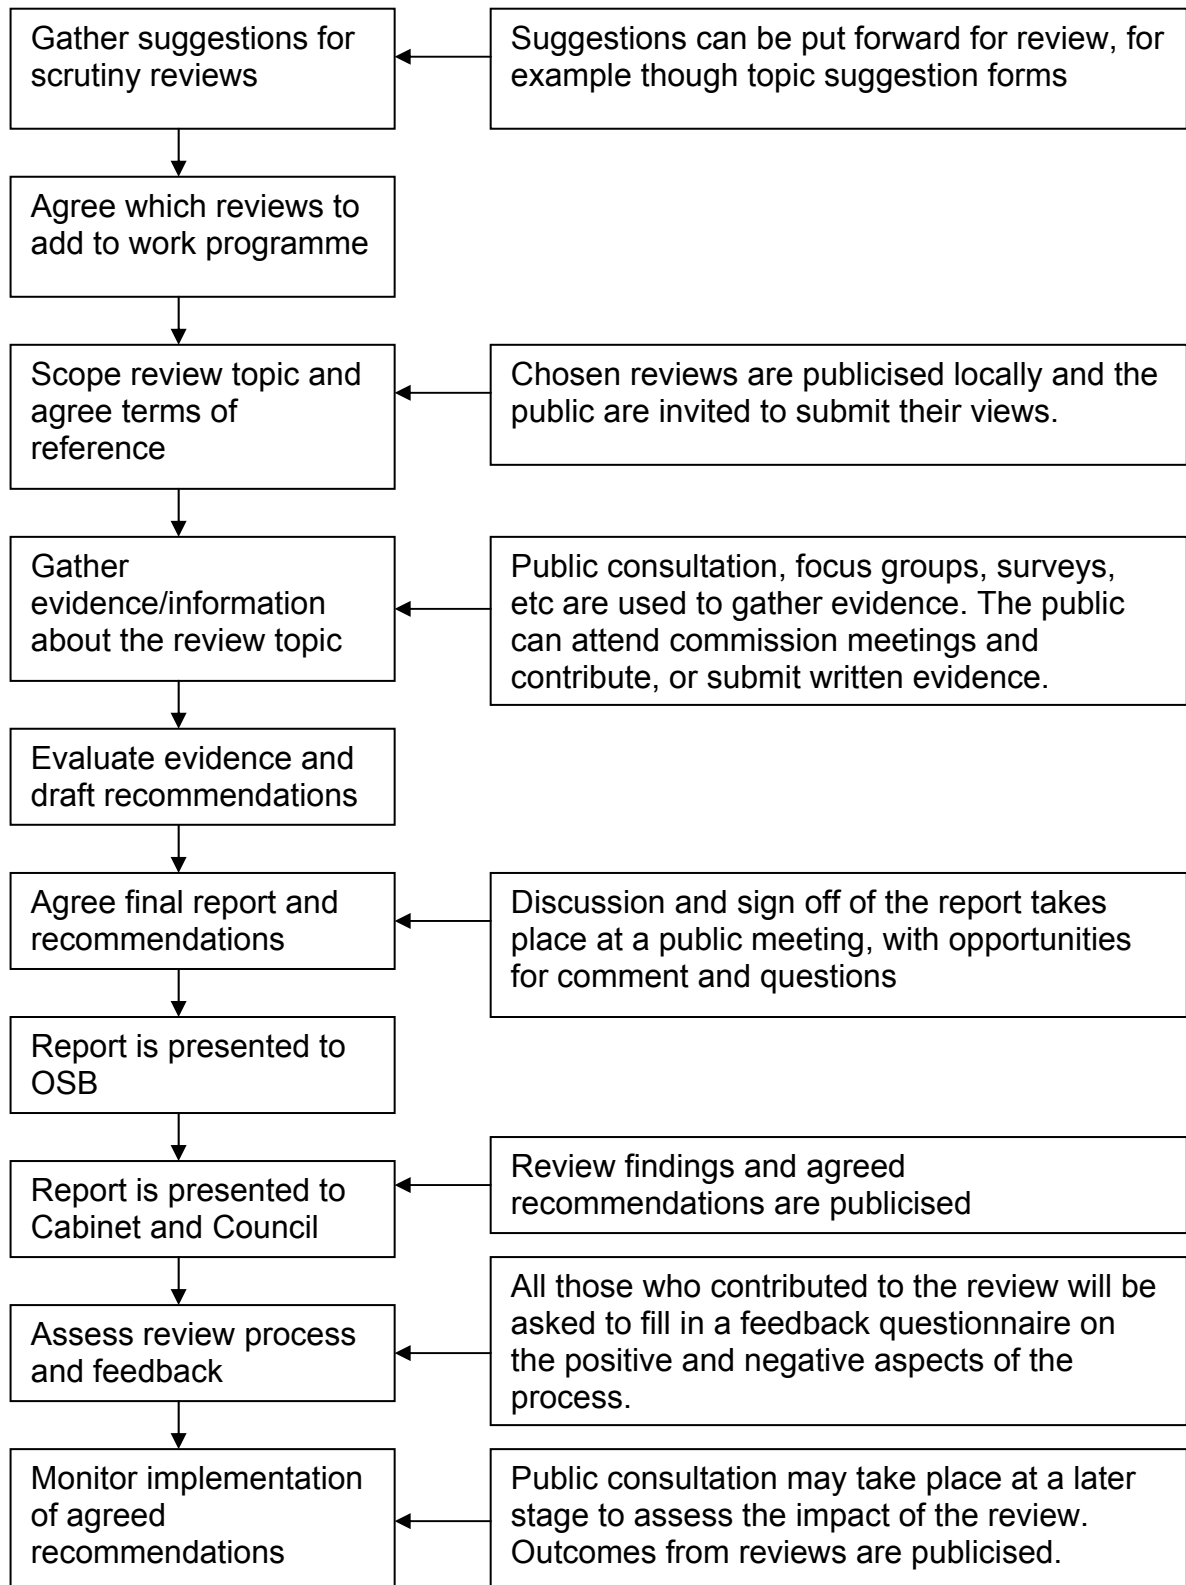 Gather suggestions for
scrutiny reviews
Suggestions can be put forward for review, for
example though topic suggestion forms
Agree which reviews to
add to work programme
Scope review topic and
agree terms of
reference
Chosen reviews are publicised locally and the
public are invited to submit their views.
Gather
evidence/information
about the review topic
Public consultation, focus groups, surveys,
etc are used to gather evidence. The public
can attend commission meetings and
contribute, or submit written evidence.
Evaluate evidence and
draft recommendations
Agree final report and
recommendations
Discussion and sign off of the report takes
place at a public meeting, with opportunities
for comment and questions
Report is presented to
OSB
Report is presented to
Cabinet and Council
Review findings and agreed
recommendations are publicised
Assess review process
and feedback
All those who contributed to the review will be
asked to fill in a feedback questionnaire on
the positive and negative aspects of the
process.
Monitor implementation
of agreed
recommendations
Public consultation may take place at a later
stage to assess the impact of the review.
Outcomes from reviews are publicised.